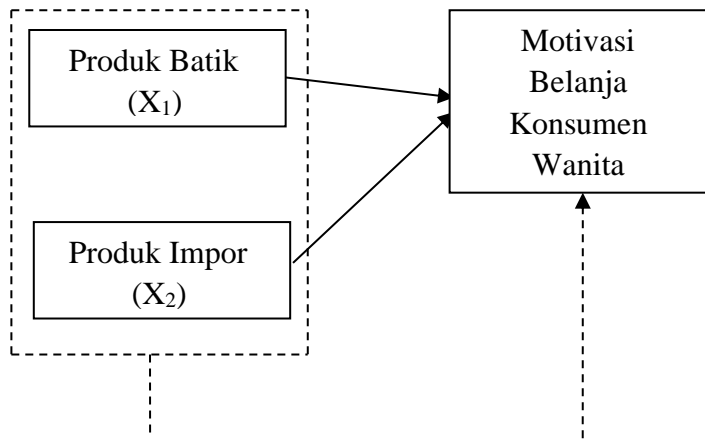 Produk Batik
(X₁)
Produk Impor
(X₂)
Motivasi
Belanja
Konsumen
Wanita